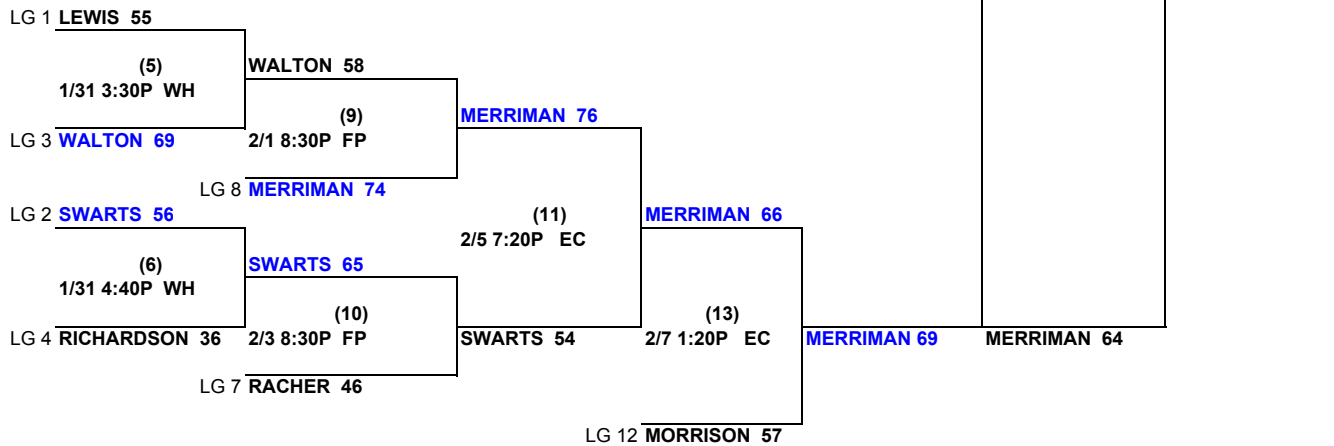 LG 1 LEWIS 55
(5)
WALTON 58
1/31 3:30P WH
(9)
MERRIMAN 76
LG 3 WALTON 69
2/1 8:30P FP
LG 8 MERRIMAN 74
LG 2 SWARTS 56
(11)
MERRIMAN 66
2/5 7:20P EC
(6)
SWARTS 65
1/31 4:40P WH
(10)
(13)
LG 4 RICHARDSON 36
2/3 8:30P FP
SWARTS 54
2/7 1:20P EC
MERRIMAN 69
MERRIMAN 64
LG 7 RACHER 46
LG 12 MORRISON 57